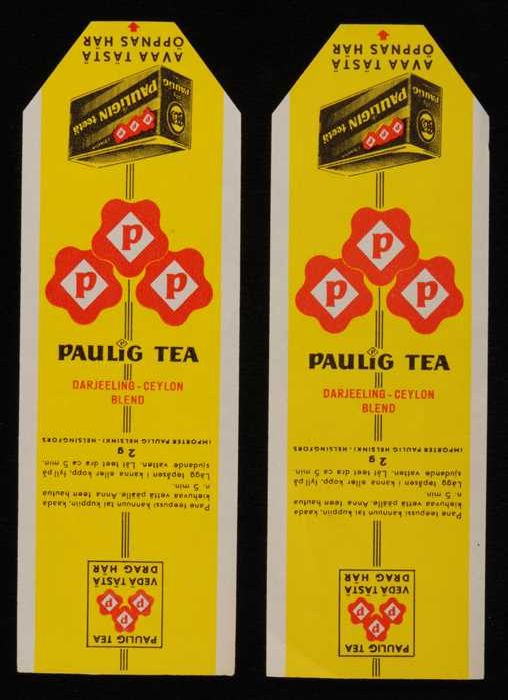 AVAA TÄSTÄ
ÖPPNAS HÄR
PAULIGIN teetä
P
P P
PAULIG TEA
DARJEELING - CEYLON
BLEND
Pane teepussi kannuun tai kuppiin, kaada
kiehuvaa vettä päälle. Anna teen hautua
n. 5 min.
Lägg tepåsen i kanna eller kopp, fyll på
sjudande vatten. Låt teet dra ca 5 min.
2 g
IMPORTER PAULIG HELSINKI - HELSINGFORS
PAULIG TEA
P P
P
VEDÄ TÄSTÄ
DRAG HÄR
AVAA TÄSTÄ
ÖPPNAS HÄR
PAULIGIN teetä
P
P P
PAULIG TEA
DARJEELING - CEYLON
BLEND
Pane teepussi kannuun tai kuppiin, kaada
kiehuvaa vettä päälle. Anna teen hautua
n. 5 min
Lägg tepåsen i kanna eller kopp, fyll på
sjudande vatten. Låt teet dra ca 5 min.
2 g
IMPORTER PAULIG HELSINKI - HELSINGFORS
PAULIG TEA
P P
P
VEDÄ TÄSTÄ
DRAG HÄR